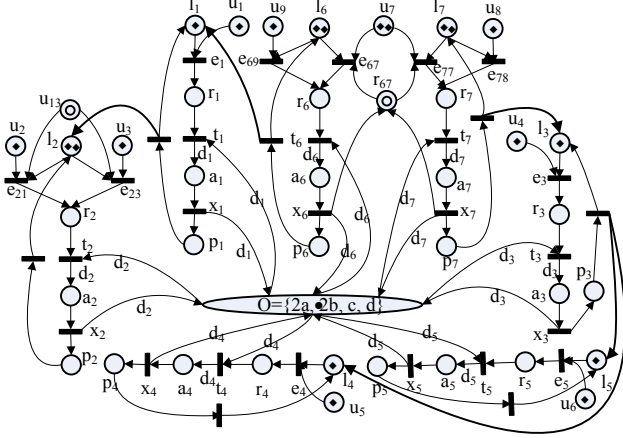 l1 u1 u9 l6 u7 l7 u8
e1 e69 e67 e77 e78
u13 r67
r1 r6 r7
u2 l2 u3 u4 l3
t1 t6 t7
d1 d6 d7
e21 e23 e3
a1 a6 a7
d1 d6 d7
r2 r3
x1 x6 x7
p1 d1 p6 d6 d7 p7
t2 d2 d3 t3
d2 d3 p3
a2 a3
d2 O={2a, 2b, c, d} d3
x2 x3
d4 d5
d4 d5
p2 p4 x4 a4 d4 t4 r4 e4 l4 p5 x5 a5 d5 t5 r5 e5 l5
u5 u6